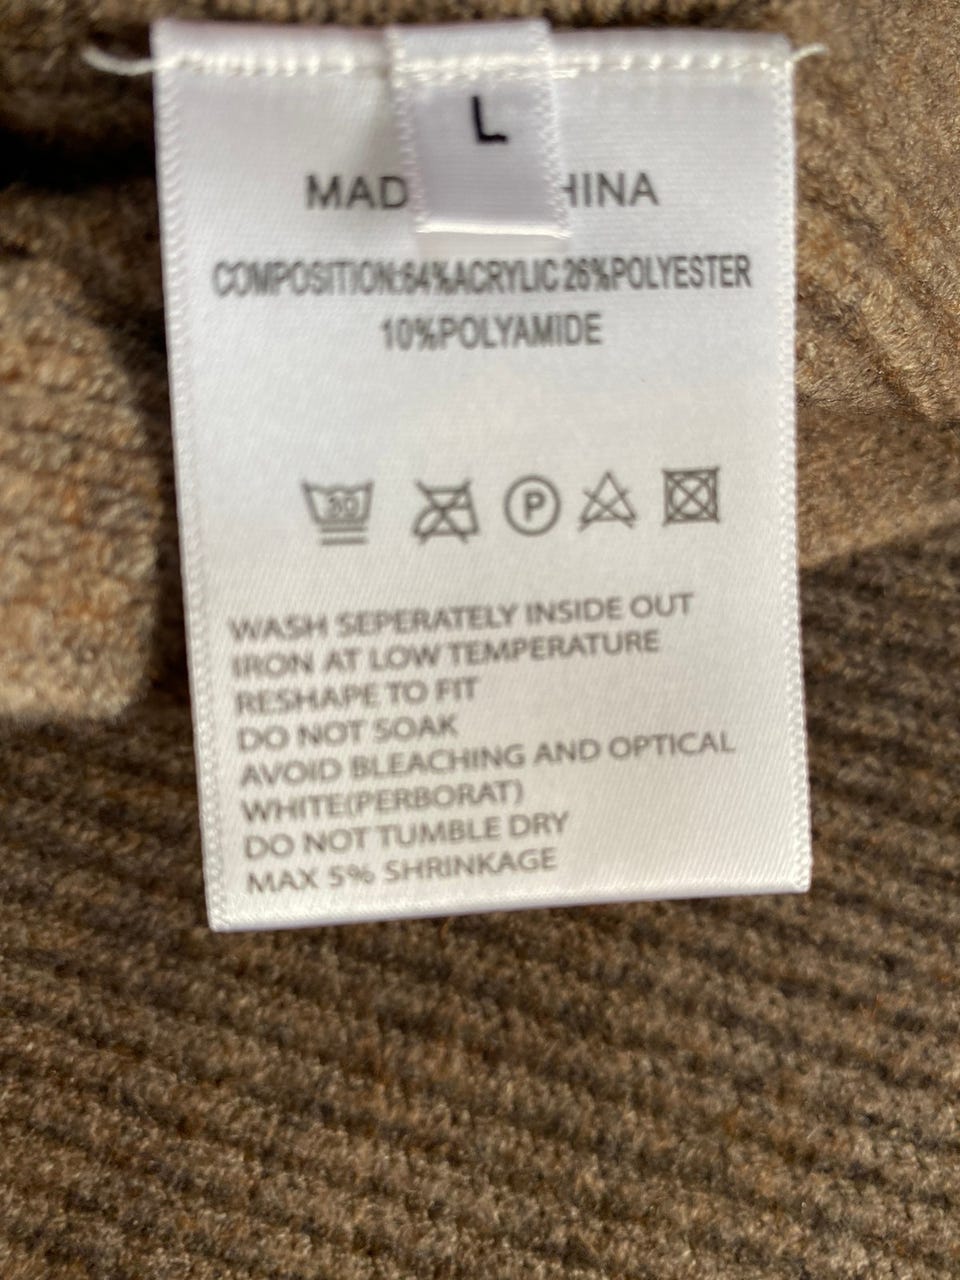 L
MAD HINA
COMPOSITION:64%ACRYLIC 26%POLYESTER
10%POLYAMIDE
30 P
WASH SEPERATELY INSIDE OUT
IRON AT LOW TEMPERATURE
RESHAPE TO FIT
DO NOT SOAK
AVOID BLEACHING AND OPTICAL
WHITE(PERBORAT)
DO NOT TUMBLE DRY
MAX 5% SHRINKAGE